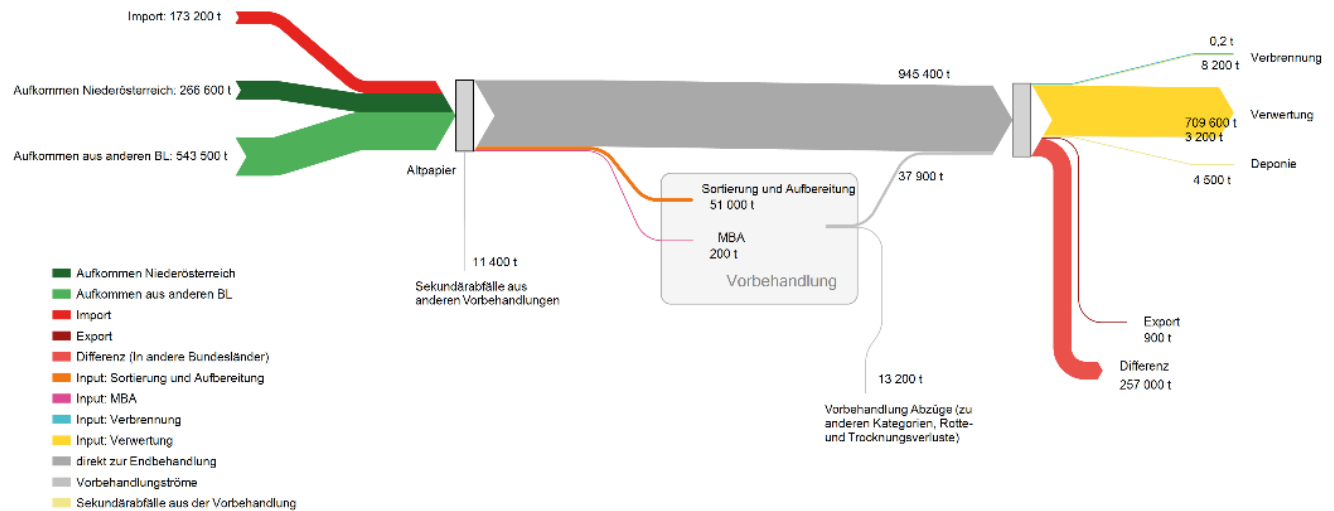 Import: 173 200 t
Aufkommen Niederösterreich: 266 600 t
Aufkommen aus anderen BL: 543 500 t
Altpapier
11 400 t
Sekundärabfälle aus
anderen Vorbehandlungen
945 400 t
37 900 t
Sortierung und Aufbereitung
51 000 t
MBA
200 t
Vorbehandlung
13 200 t
Vorbehandlung Abzüge (zu
anderen Kategorien, Rotte-
und Trocknungsverluste)
0,2 t
Verbrennung
8 200 t
Verwertung
709 600 t
3 200 t
Deponie
4 500 t
Export
900 t
Differenz
257 000 t
Aufkommen Niederösterreich
Aufkommen aus anderen BL
Import
Export
Differenz (In andere Bundesländer)
Input: Sortierung und Aufbereitung
Input: MBA
Input: Verbrennung
Input: Verwertung
direkt zur Endbehandlung
Vorbehandlungströme
Sekundärabfälle aus der Vorbehandlung